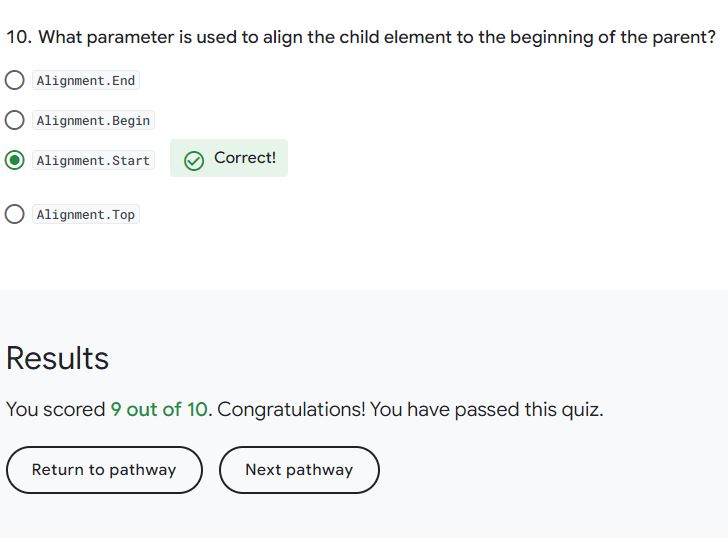 10. What parameter is used to align the child element to the beginning of the parent?
Alignment.End
Alignment.Begin
Alignment.Start
Correct!
Alignment.Top
Results
You scored 9 out of 10. Congratulations! You have passed this quiz.
Return to pathway
Next pathway